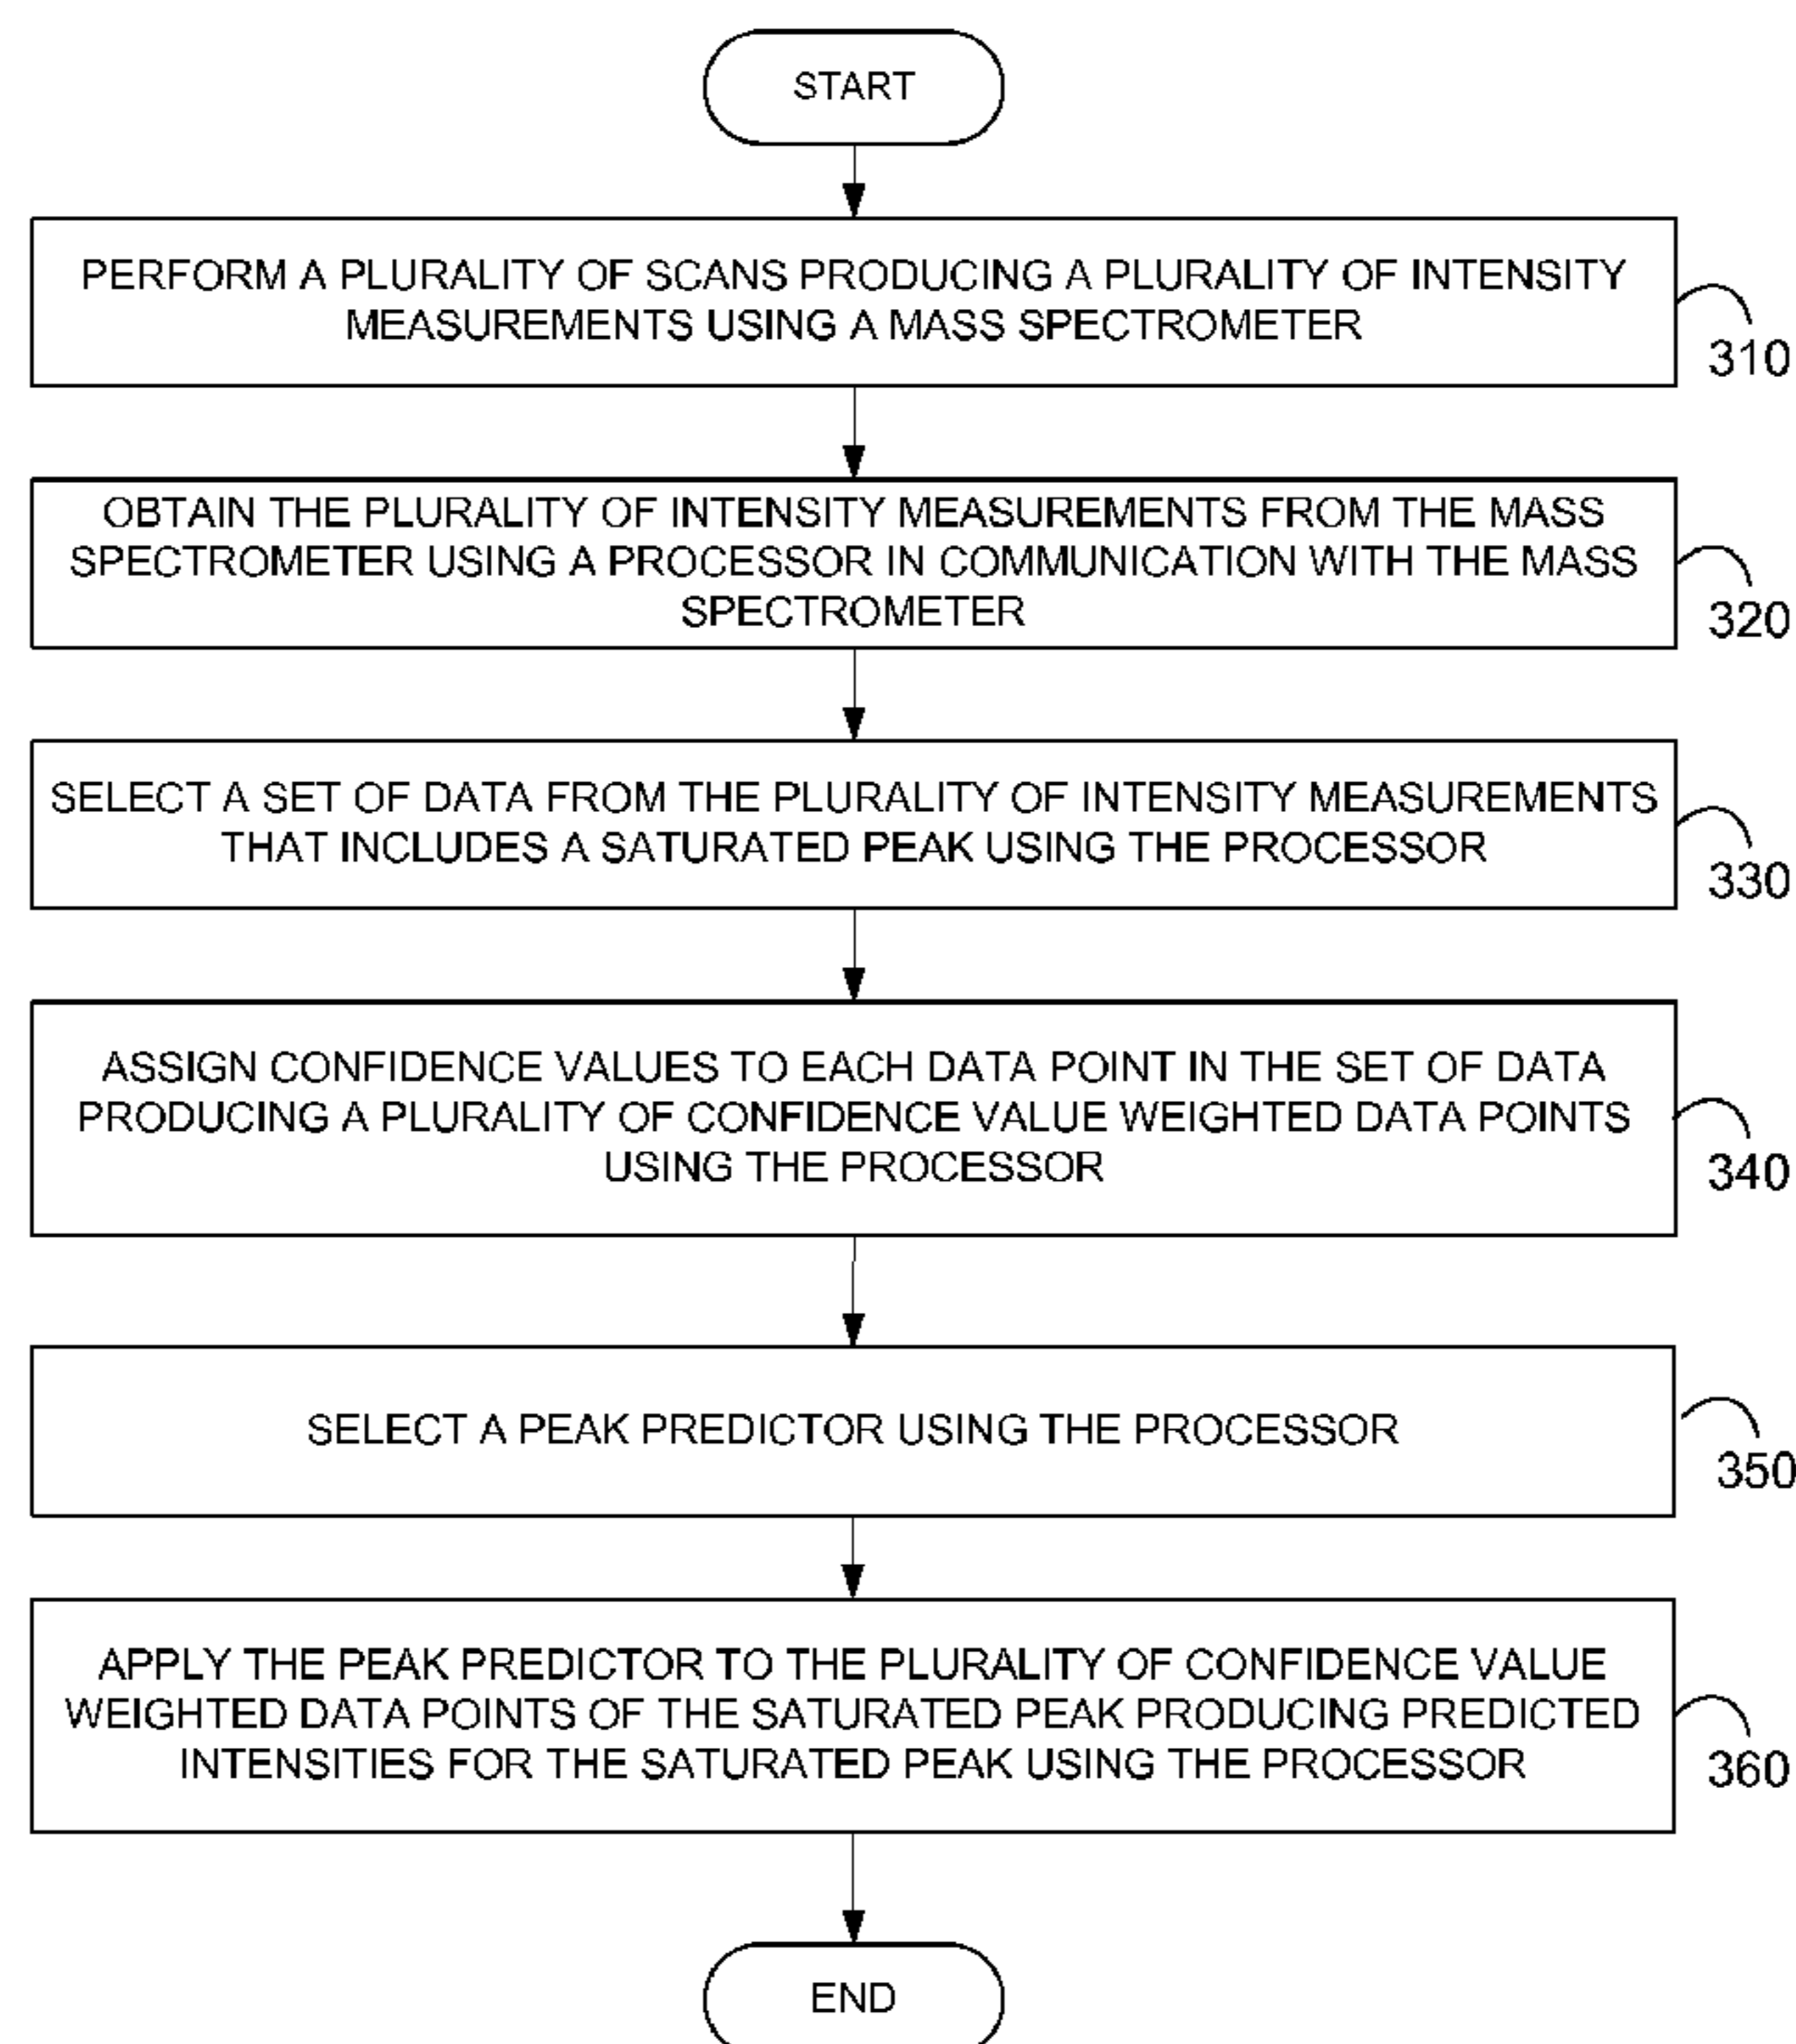 START
PERFORM A PLURALITY OF SCANS PRODUCING A PLURALITY OF INTENSITY
MEASUREMENTS USING A MASS SPECTROMETER
310
OBTAIN THE PLURALITY OF INTENSITY MEASUREMENTS FROM THE MASS
SPECTROMETER USING A PROCESSOR IN COMMUNICATION WITH THE MASS
SPECTROMETER
320
SELECT A SET OF DATA FROM THE PLURALITY OF INTENSITY MEASUREMENTS
THAT INCLUDES A SATURATED PEAK USING THE PROCESSOR
330
ASSIGN CONFIDENCE VALUES TO EACH DATA POINT IN THE SET OF DATA
PRODUCING A PLURALITY OF CONFIDENCE VALUE WEIGHTED DATA POINTS
USING THE PROCESSOR
340
SELECT A PEAK PREDICTOR USING THE PROCESSOR
350
APPLY THE PEAK PREDICTOR TO THE PLURALITY OF CONFIDENCE VALUE
WEIGHTED DATA POINTS OF THE SATURATED PEAK PRODUCING PREDICTED
INTENSITIES FOR THE SATURATED PEAK USING THE PROCESSOR
360
END